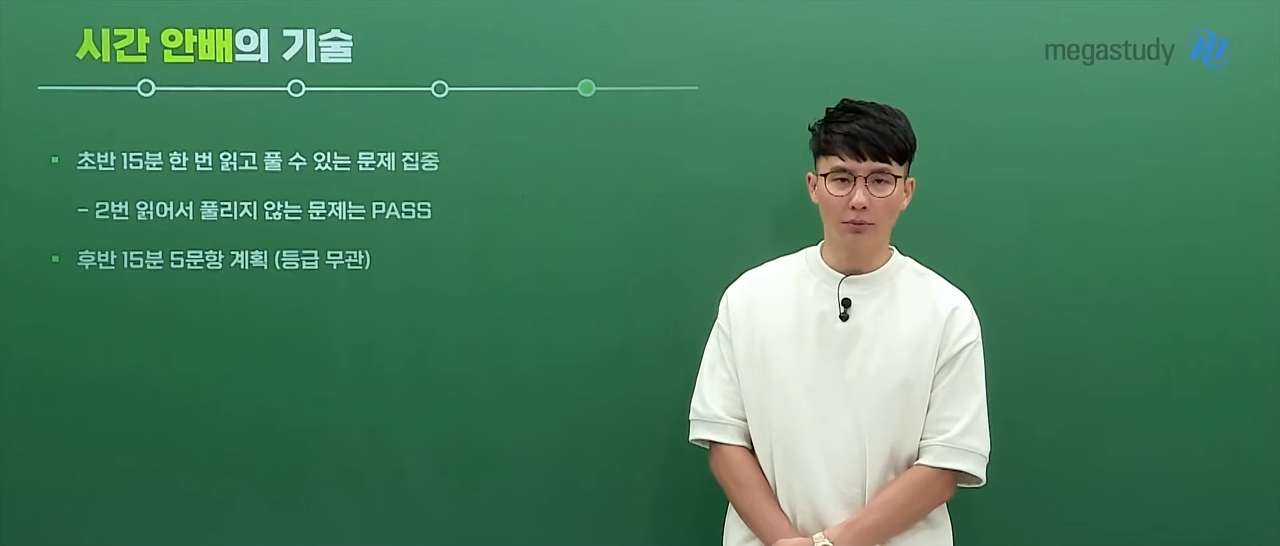 시간 안배의 기술
megastudy
초반 15분 한 번 읽고 풀 수 있는 문제 집중
- 2번 읽어서 풀리지 않는 문제는 PASS
후반 15분 5문항 계획 (등급 무관)